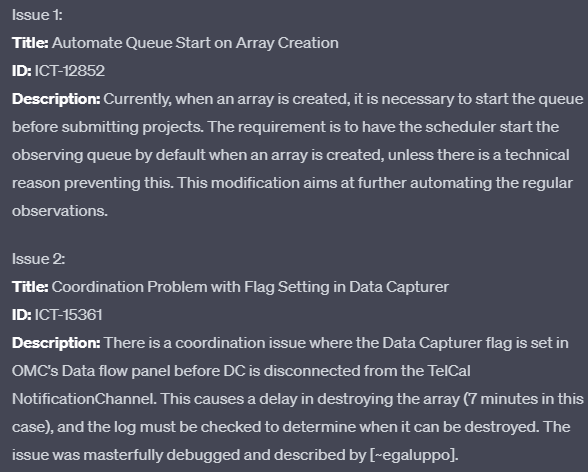 Issue 1:
Title: Automate Queue Start on Array Creation
ID: ICT-12852
Description: Currently, when an array is created, it is necessary to start the queue
before submitting projects. The requirement is to have the scheduler start the
observing queue by default when an array is created, unless there is a technical
reason preventing this. This modification aims at further automating the regular
observations.
Issue 2:
Title: Coordination Problem with Flag Setting in Data Capturer
ID: ICT-15361
Description: There is a coordination issue where the Data Capturer flag is set in
OMC's Data flow panel before DC is disconnected from the TelCal
NotificationChannel. This causes a delay in destroying the array (7 minutes in this
case), and the log must be checked to determine when it can be destroyed. The
issue was masterfully debugged and described by [~egaluppo].